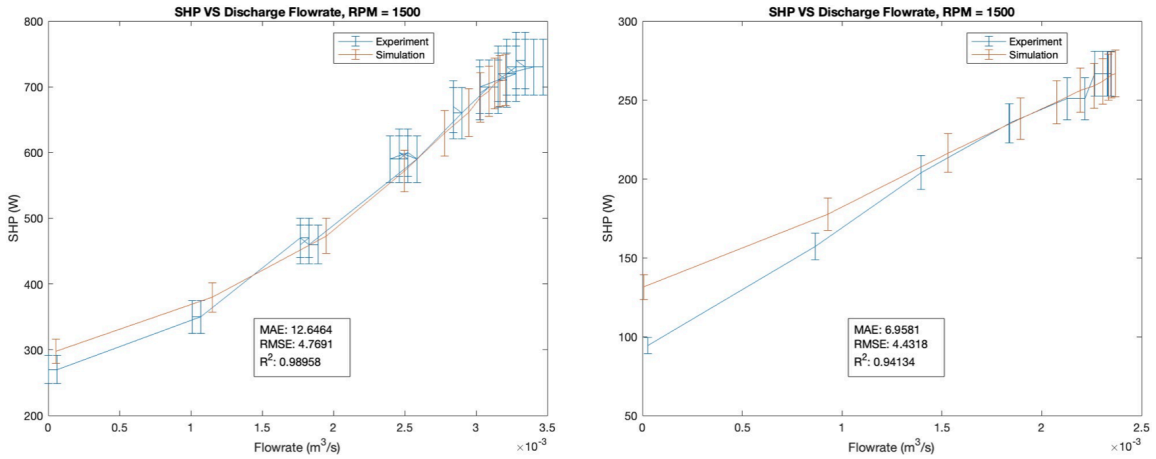 SHP VS Discharge Flowrate, RPM = 1500
Experiment
Simulation
800
700
600
500
400
300
200
SHP (W)
MAE: 12.6464
RMSE: 4.7691
R²: 0.98958
0 0.5 1 1.5 2 2.5 3 3.5
×10⁻³
Flowrate (m³/s)
SHP VS Discharge Flowrate, RPM = 1500
Experiment
Simulation
300
250
200
150
100
50
SHP (W)
MAE: 6.9581
RMSE: 4.4318
R²: 0.94134
0 0.5 1 1.5 2 2.5
×10⁻³
Flowrate (m³/s)